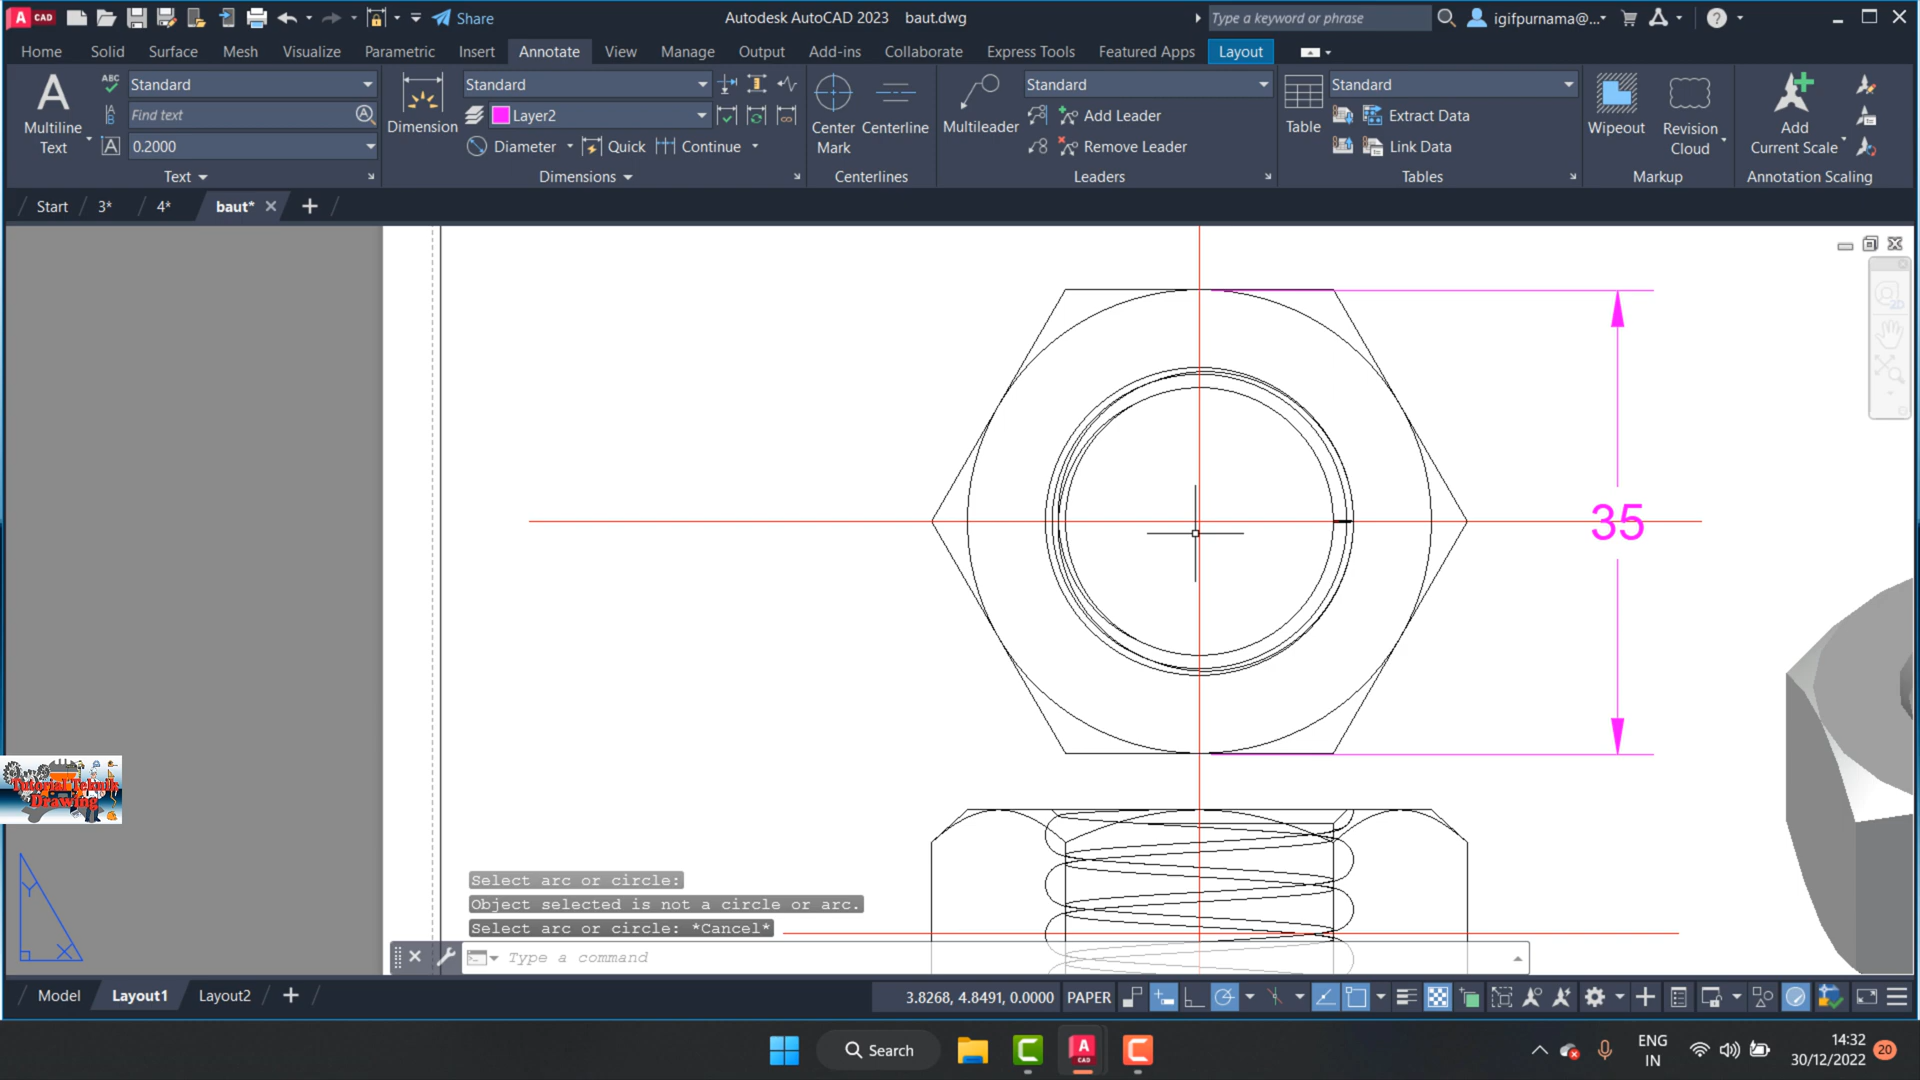 CAD
Share
Autodesk AutoCAD 2023 baut.dwg
Type a keyword or phrase
igifpurnama@...
Home Solid Surface Mesh Visualize Parametric Insert Annotate View Manage Output Add-ins Collaborate Express Tools Featured Apps Layout
Multiline Text
ABC
Standard
Find text
0.2000
Text
Dimension
Standard
Layer2
Diameter
Quick
Continue
Dimensions
Center Mark
Centerline
Centerlines
Multileader
Standard
Add Leader
Remove Leader
Leaders
Table
Standard
Extract Data
Link Data
Tables
Wipeout
Revision Cloud
Markup
Add Current Scale
Annotation Scaling
Start 3* 4* baut*
35
Tutorial Teknik
Drawing
Y
X
Select arc or circle:
Object selected is not a circle or arc.
Select arc or circle: *Cancel*
Type a command
Model Layout1 Layout2
3.8268, 4.8491, 0.0000 PAPER
Search
CAD
ENG
IN
14:32
30/12/2022
20